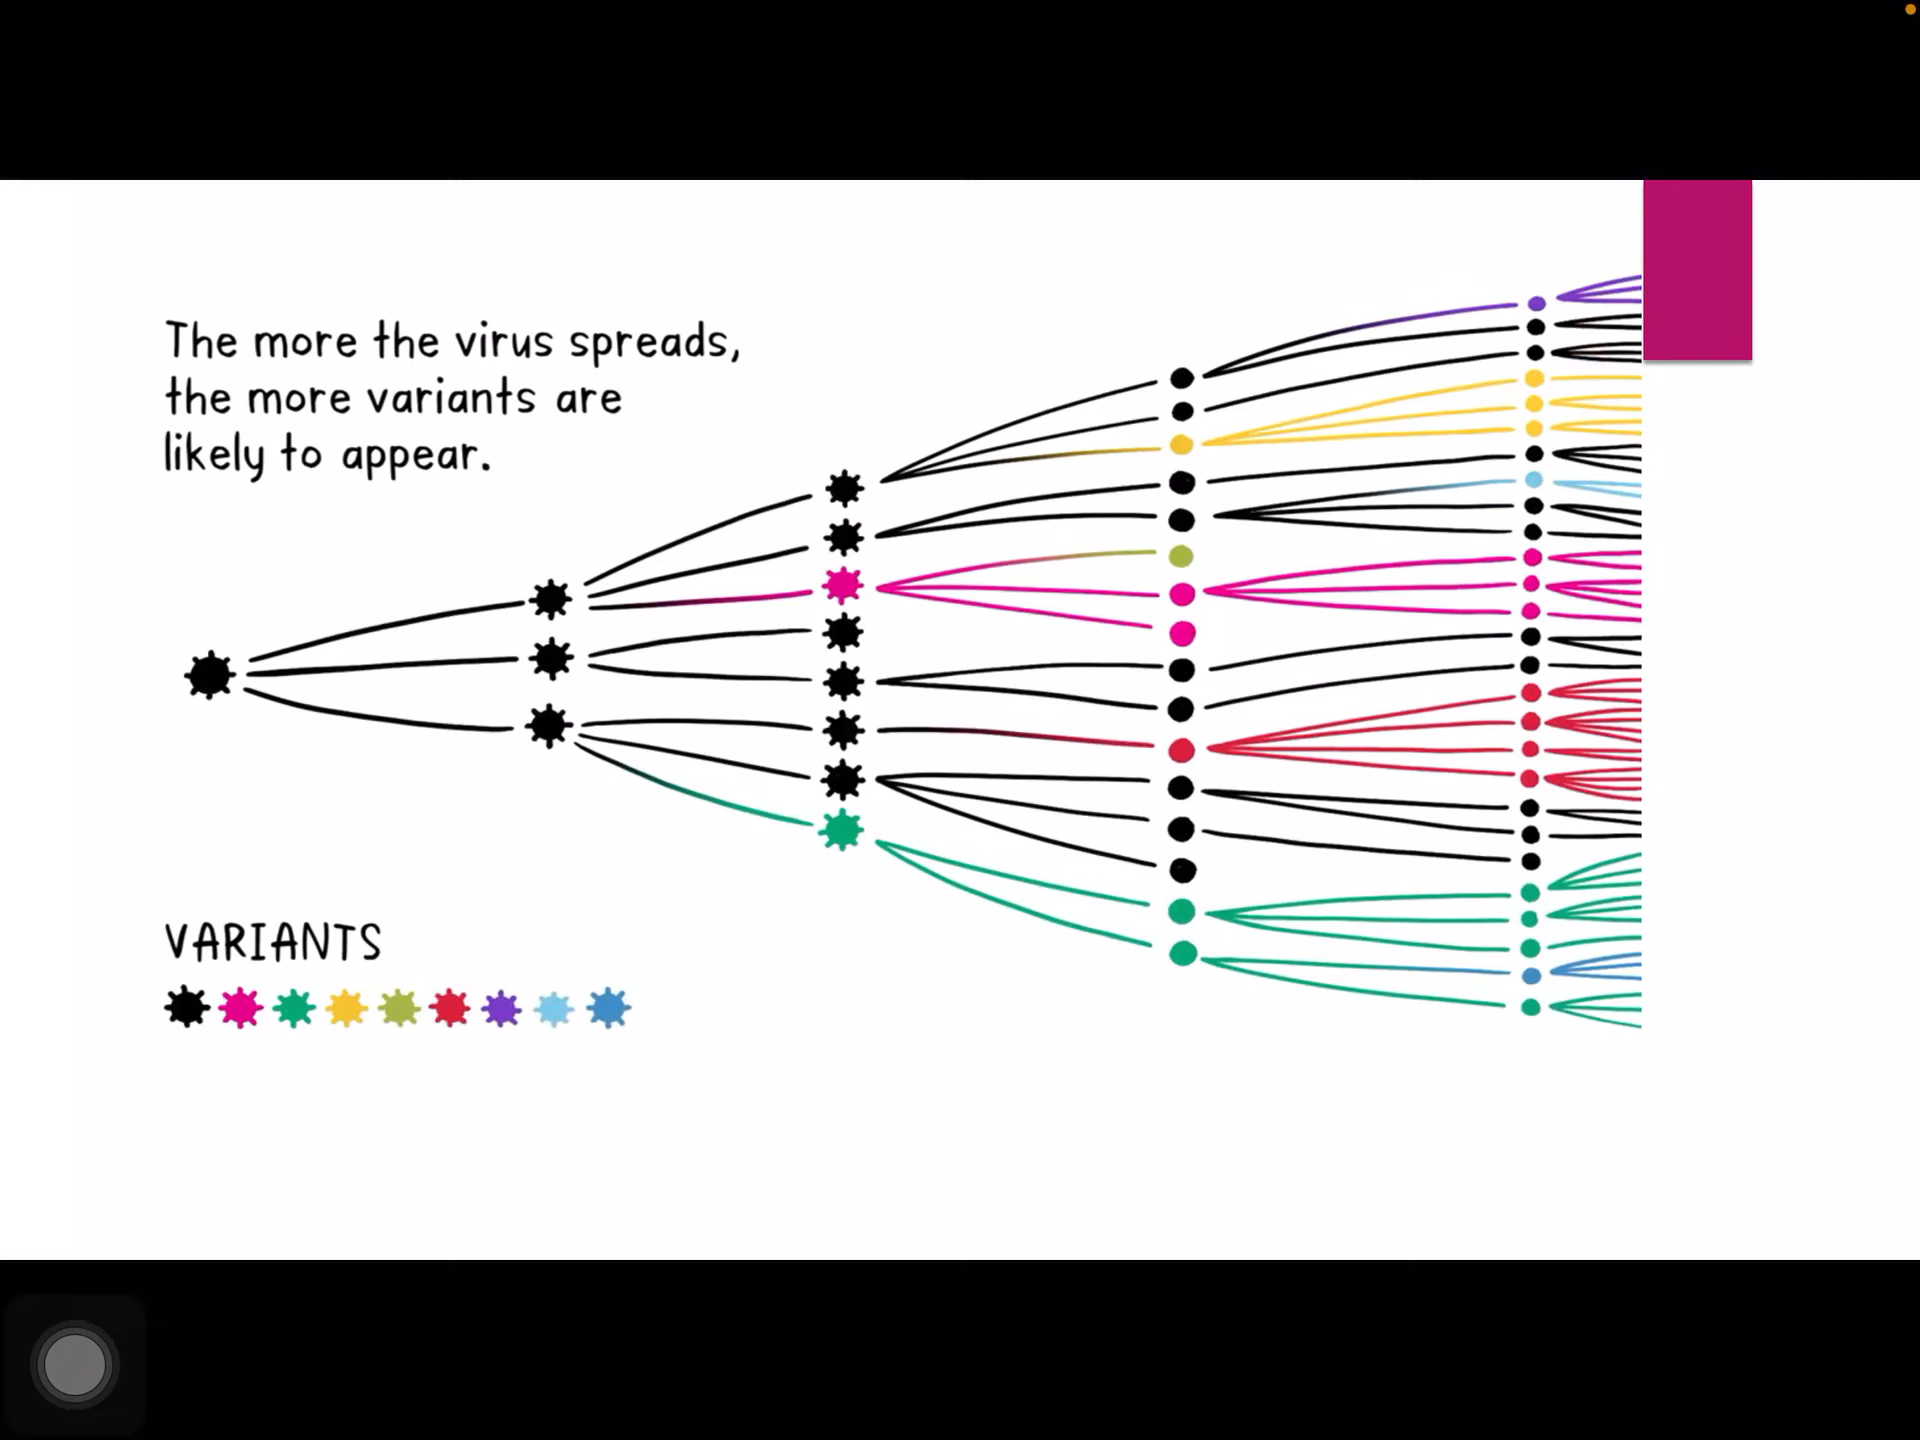 The more the virus spreads,
the more variants are
likely to appear.
VARIANTS